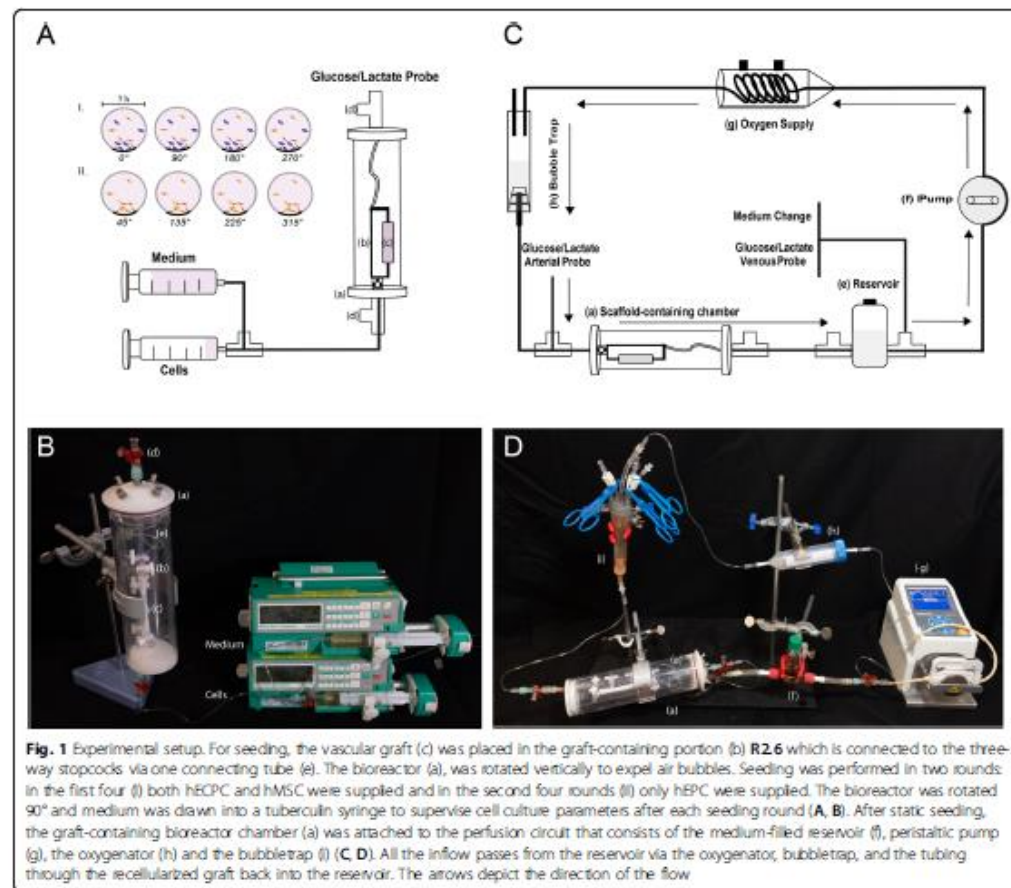 A
Glucose/Lactate Probe
(d)
I.
1 h
0° 90° 180° 270°
II.
45° 135° 225° 315°
(b)
(c)
Medium
(a)
(d)
Cells
C
(g) Oxygen Supply
(h) Bubble Trap
(f) Pump
Medium Change
Glucose/Lactate
Venous Probe
Glucose/Lactate
Arterial Probe
(e) Reservoir
(a) Scaffold-containing chamber
B
(d)
(a)
(e)
(b)
(c)
Medium
Cells
D
(h)
(i)
(g)
(a)
(f)
Fig. 1 Experimental setup. For seeding, the vascular graft (c) was placed in the graft-containing portion (b) R2.6 which is connected to the three-
way stopcocks via one connecting tube (e). The bioreactor (a), was rotated vertically to expel air bubbles. Seeding was performed in two rounds:
in the first four (I) both hECPC and hMSC were supplied and in the second four rounds (II) only hEPC were supplied. The bioreactor was rotated
90° and medium was drawn into a tuberculin syringe to supervise cell culture parameters after each seeding round (A, B). After static seeding,
the graft-containing bioreactor chamber (a) was attached to the perfusion circuit that consists of the medium-filled reservoir (f), peristaltic pump
(g), the oxygenator (h) and the bubbletrap (i) (C, D). All the inflow passes from the reservoir via the oxygenator, bubbletrap, and the tubing
through the recellularized graft back into the reservoir. The arrows depict the direction of the flow